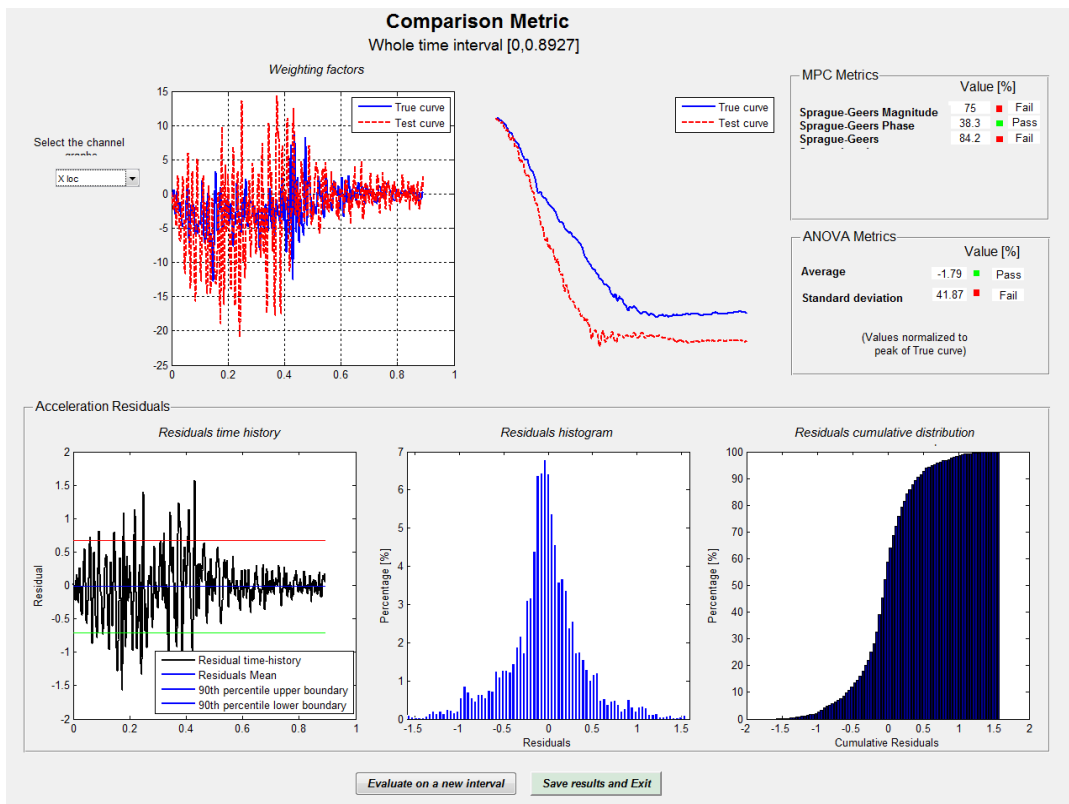 Comparison Metric
Whole time interval [0,0.8927]
Weighting factors
Select the channel
X loc
15
10
5
0
-5
-10
-15
-20
-25
0 0.2 0.4 0.6 0.8 1
True curve
Test curve
True curve
Test curve
MPC Metrics
Value [%]
Sprague-Geers Magnitude 75 Fail
Sprague-Geers Phase 38.3 Pass
Sprague-Geers 84.2 Fail
ANOVA Metrics
Value [%]
Average -1.79 Pass
Standard deviation 41.87 Fail
(Values normalized to
peak of True curve)
Acceleration Residuals
Residuals time history
Residual
2
1.5
1
0.5
0
-0.5
-1
-1.5
-2
0 0.2 0.4 0.6 0.8 1
Residual time-history
Residuals Mean
90th percentile upper boundary
90th percentile lower boundary
Residuals histogram
Percentage [%]
7
6
5
4
3
2
1
0
-1.5 -1 -0.5 0 0.5 1 1.5
Residuals
Residuals cumulative distribution
Percentage [%]
100
90
80
70
60
50
40
30
20
10
0
-2 -1.5 -1 -0.5 0 0.5 1 1.5 2
Cumulative Residuals
Evaluate on a new interval
Save results and Exit